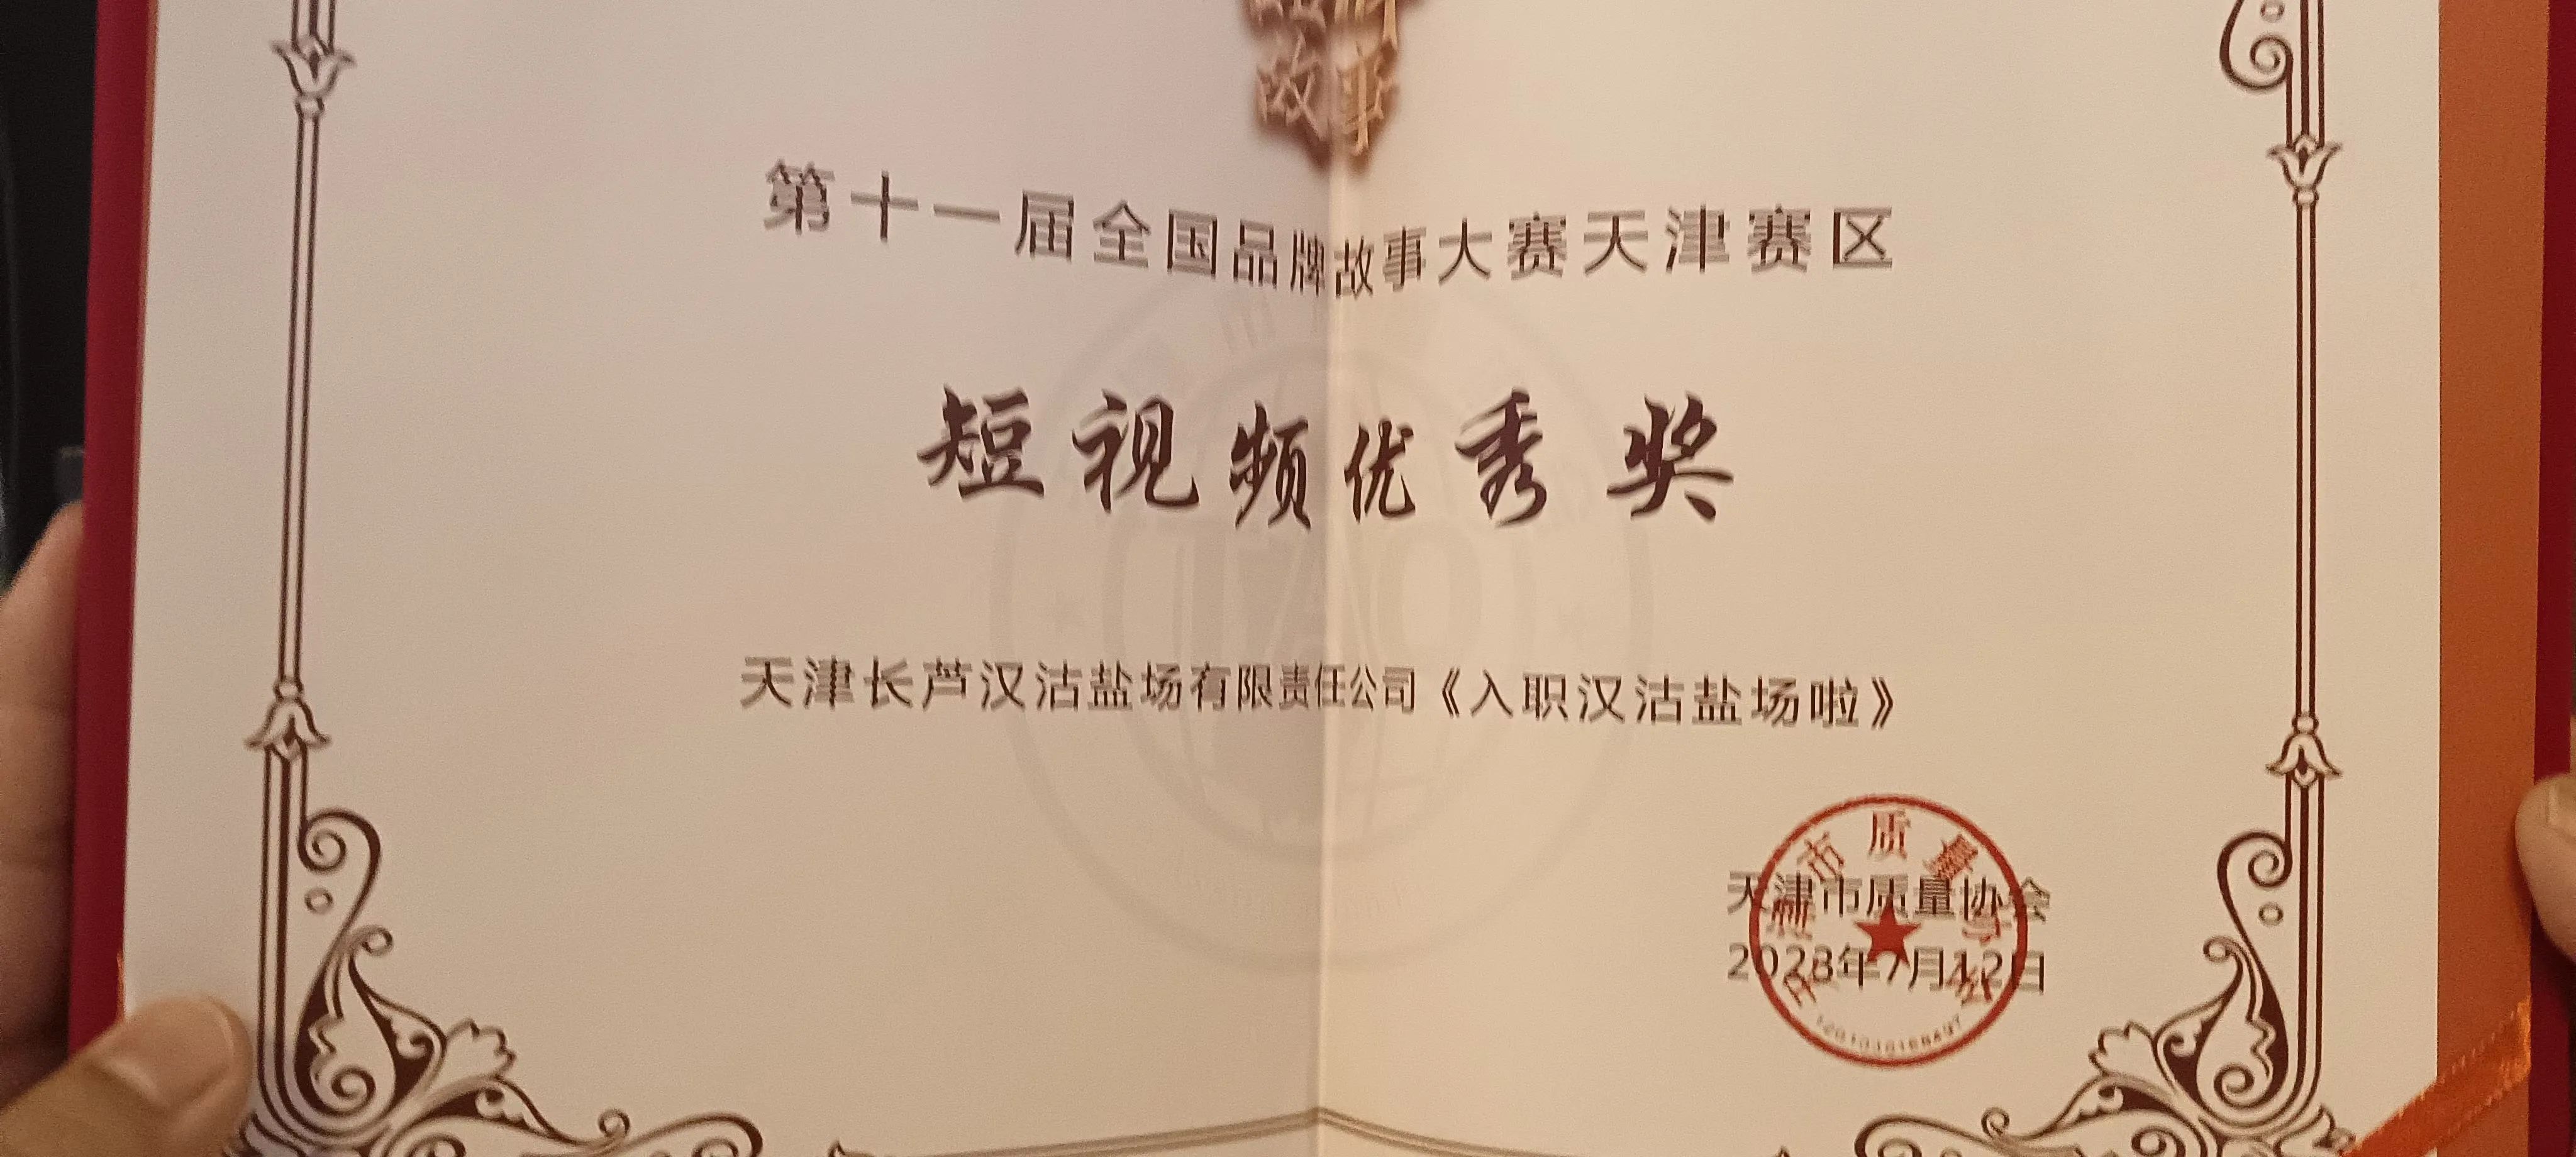 故事
第十一届全国品牌故事大赛天津赛区
短视频优秀奖
天津长芦汉沽盐场有限责任公司《入职汉沽盐场啦》
天津市质量协会
2023年7月12日